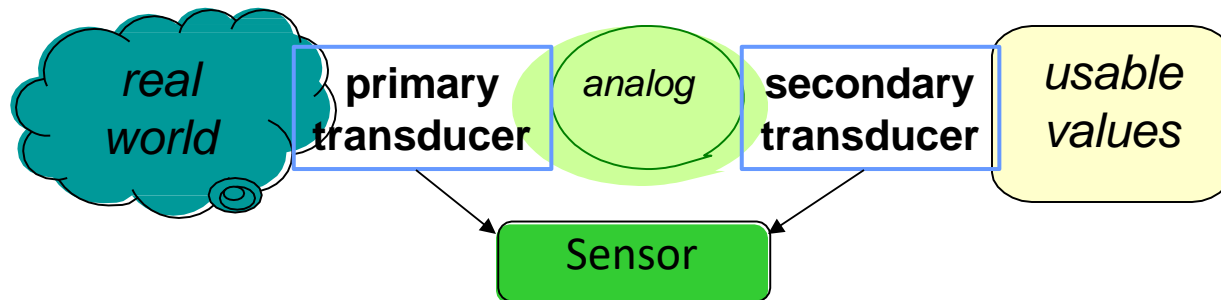 real
world
primary
transducer
analog
secondary
transducer
usable
values
Sensor